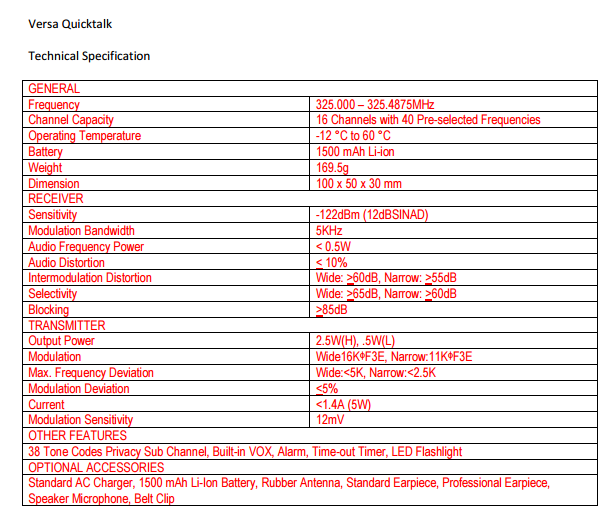 Versa Quicktalk
Technical Specification
GENERAL
Frequency 325.000 – 325.4875MHz
Channel Capacity 16 Channels with 40 Pre-selected Frequencies
Operating Temperature -12 °C to 60 °C
Battery 1500 mAh Li-ion
Weight 169.5g
Dimension 100 x 50 x 30 mm
RECEIVER
Sensitivity -122dBm (12dBSINAD)
Modulation Bandwidth 5KHz
Audio Frequency Power < 0.5W
Audio Distortion ≤ 10%
Intermodulation Distortion Wide: ≥60dB, Narrow: ≥55dB
Selectivity Wide: ≥65dB, Narrow: ≥60dB
Blocking ≥85dB
TRANSMITTER
Output Power 2.5W(H), .5W(L)
Modulation Wide16KΦF3E, Narrow:11KΦF3E
Max. Frequency Deviation Wide:<5K, Narrow:<2.5K
Modulation Deviation ≤5%
Current <1.4A (5W)
Modulation Sensitivity 12mV
OTHER FEATURES
38 Tone Codes Privacy Sub Channel, Built-in VOX, Alarm, Time-out Timer, LED Flashlight
OPTIONAL ACCESSORIES
Standard AC Charger, 1500 mAh Li-Ion Battery, Rubber Antenna, Standard Earpiece, Professional Earpiece,
Speaker Microphone, Belt Clip